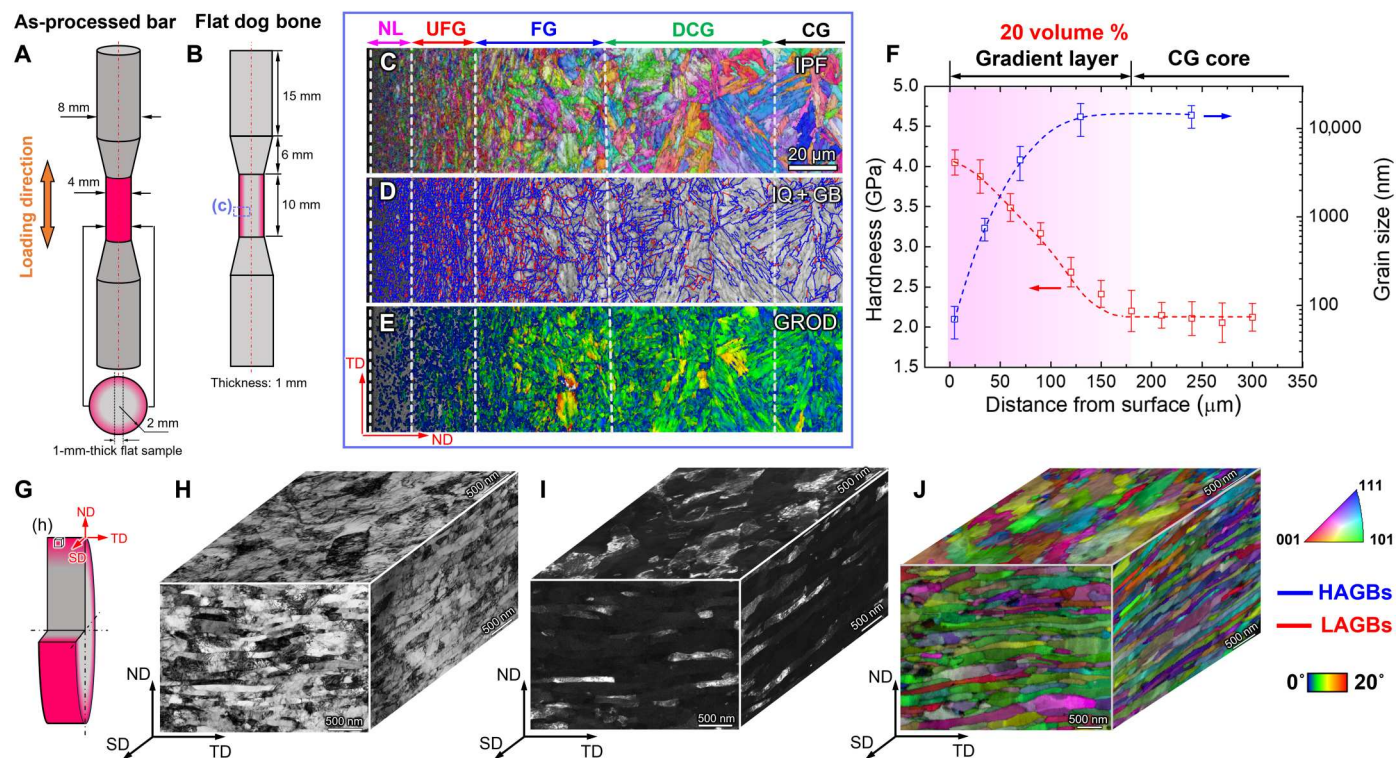 As-processed bar
A
8 mm
Loading direction
4 mm
2 mm
1-mm-thick flat sample
Flat dog bone
B
15 mm
6 mm
(c)
10 mm
Thickness: 1 mm
NL UFG FG DCG CG
C
IPF
20 µm
D
IQ + GB
E
GROD
TD
ND
F
20 volume %
Gradient layer
CG core
Hardness (GPa)
5.0
4.5
4.0
3.5
3.0
2.5
2.0
1.5
0 50 100 150 200 250 300 350
Distance from surface (µm)
10,000
1000
100
Grain size (nm)
G
(h)
ND
TD
SD
H
500 nm
500 nm
500 nm
ND
SD
TD
I
500 nm
500 nm
500 nm
ND
SD
TD
J
500 nm
500 nm
500 nm
ND
SD
TD
111
001
101
HAGBs
LAGBs
0° 20°